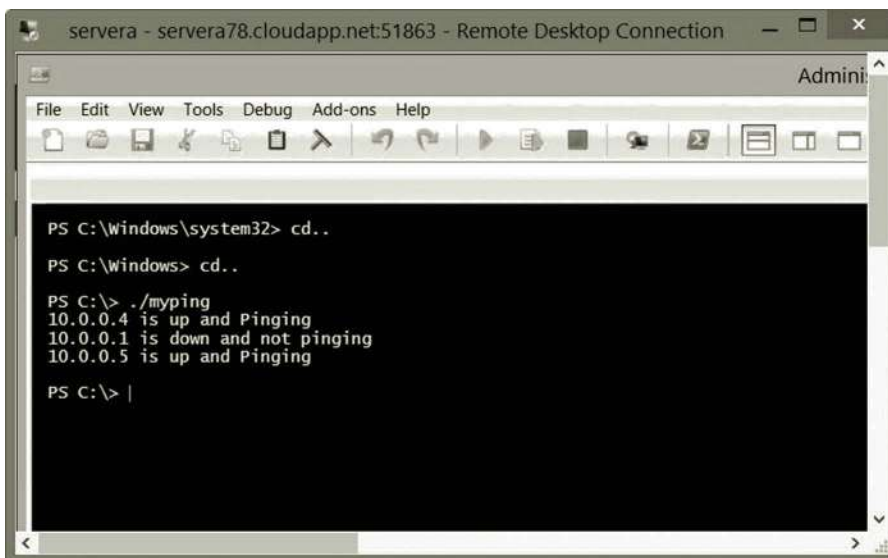 servera - servera78.cloudapp.net:51863 - Remote Desktop Connection
Adminis
File Edit View Tools Debug Add-ons Help
PS C:\Windows\system32> cd..
PS C:\Windows> cd..
PS C:\> ./myping
10.0.0.4 is up and Pinging
10.0.0.1 is down and not pinging
10.0.0.5 is up and Pinging
PS C:\>